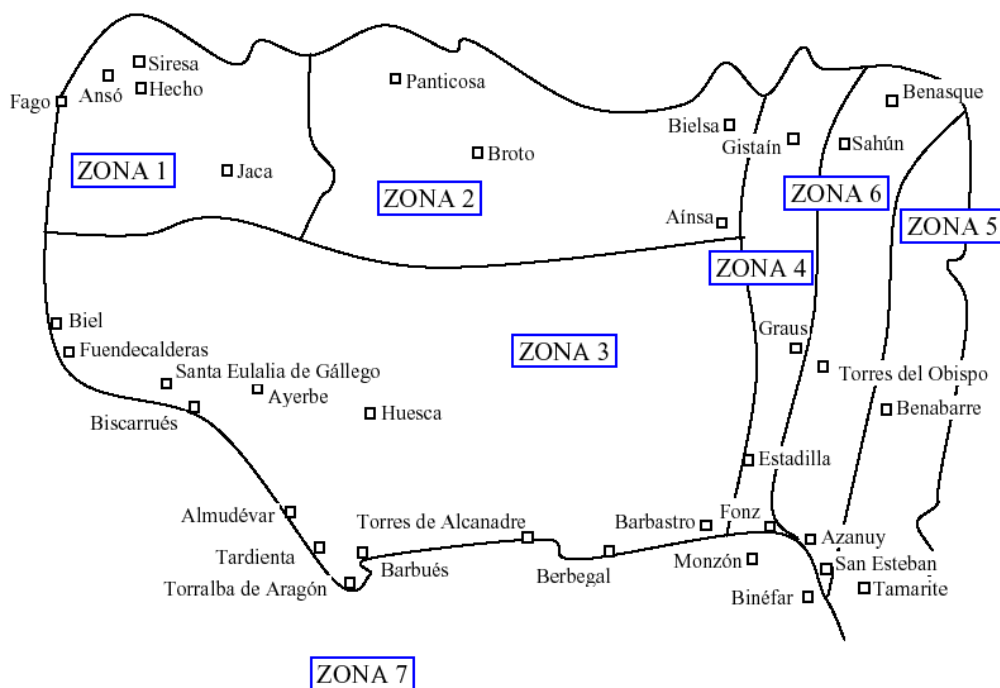 Siresa
Ansó
Hecho
Fago
Panticosa
Benasque
Bielsa
Gistaín
Sahún
Broto
ZONA 1
Jaca
ZONA 2
ZONA 6
Aínsa
ZONA 5
ZONA 4
Biel
Graus
Fuendecalderas
ZONA 3
Santa Eulalia de Gállego
Torres del Obispo
Ayerbe
Biscarrués
Huesca
Benabarre
Estadilla
Almudévar
Torres de Alcanadre
Barbastro
Fonz
Azanuy
Tardienta
Barbués
Berbegal
Monzón
San Esteban
Torralba de Aragón
Binéfar
Tamarite
ZONA 7